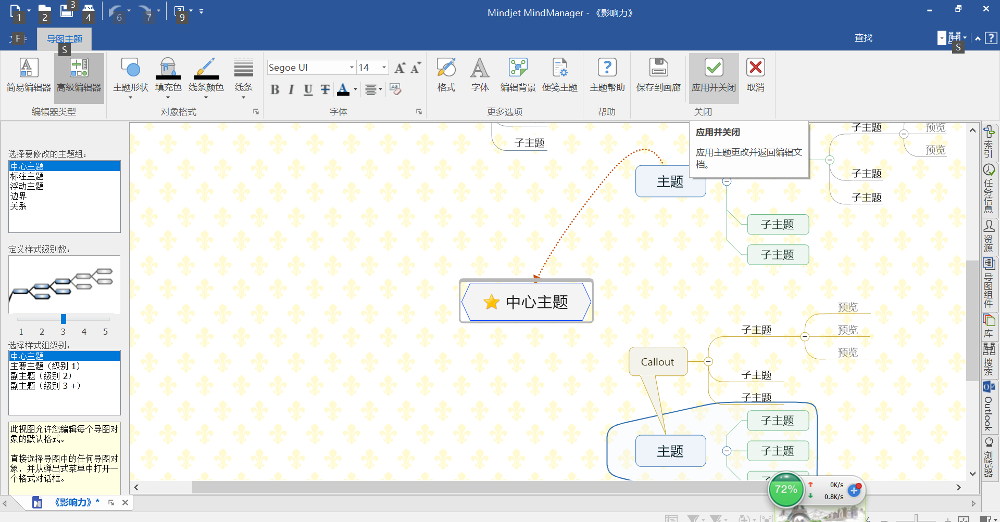 1
2
3
4
6
7
9
Mindjet MindManager - 《影响力》
F
导图主题
S
查找
S
简易编辑器
高级编辑器
编辑器类型
主题形状
填充色
线条颜色
线条
对象格式
Segoe UI
14
B I U T A
字体
格式
字体
编辑背景
便笺主题
更多选项
主题帮助
帮助
保存到画廊
应用并关闭
取消
关闭
应用并关闭
应用主题更改并返回编辑文
档。
选择要修改的主题组:
中心主题
标注主题
浮动主题
边界
关系
定义样式级别数:
1 2 3 4 5
选择样式组级别:
中心主题
主要主题（级别 1）
副主题（级别 2）
副主题（级别 3 +）
此视图允许您编辑每个导图对
象的默认格式。
直接选择导图中的任何导图对
象，并从弹出式菜单中打开一
个格式对话框。
子主题
主题
子主题
预览
预览
子主题
子主题
子主题
子主题
中心主题
Callout
子主题
预览
预览
预览
子主题
子主题
主题
子主题
子主题
索引
任务信息
资源
导图组件
库
搜索
Outlook
浏览器
72%
0K/s
0.8K/s
《影响力》*